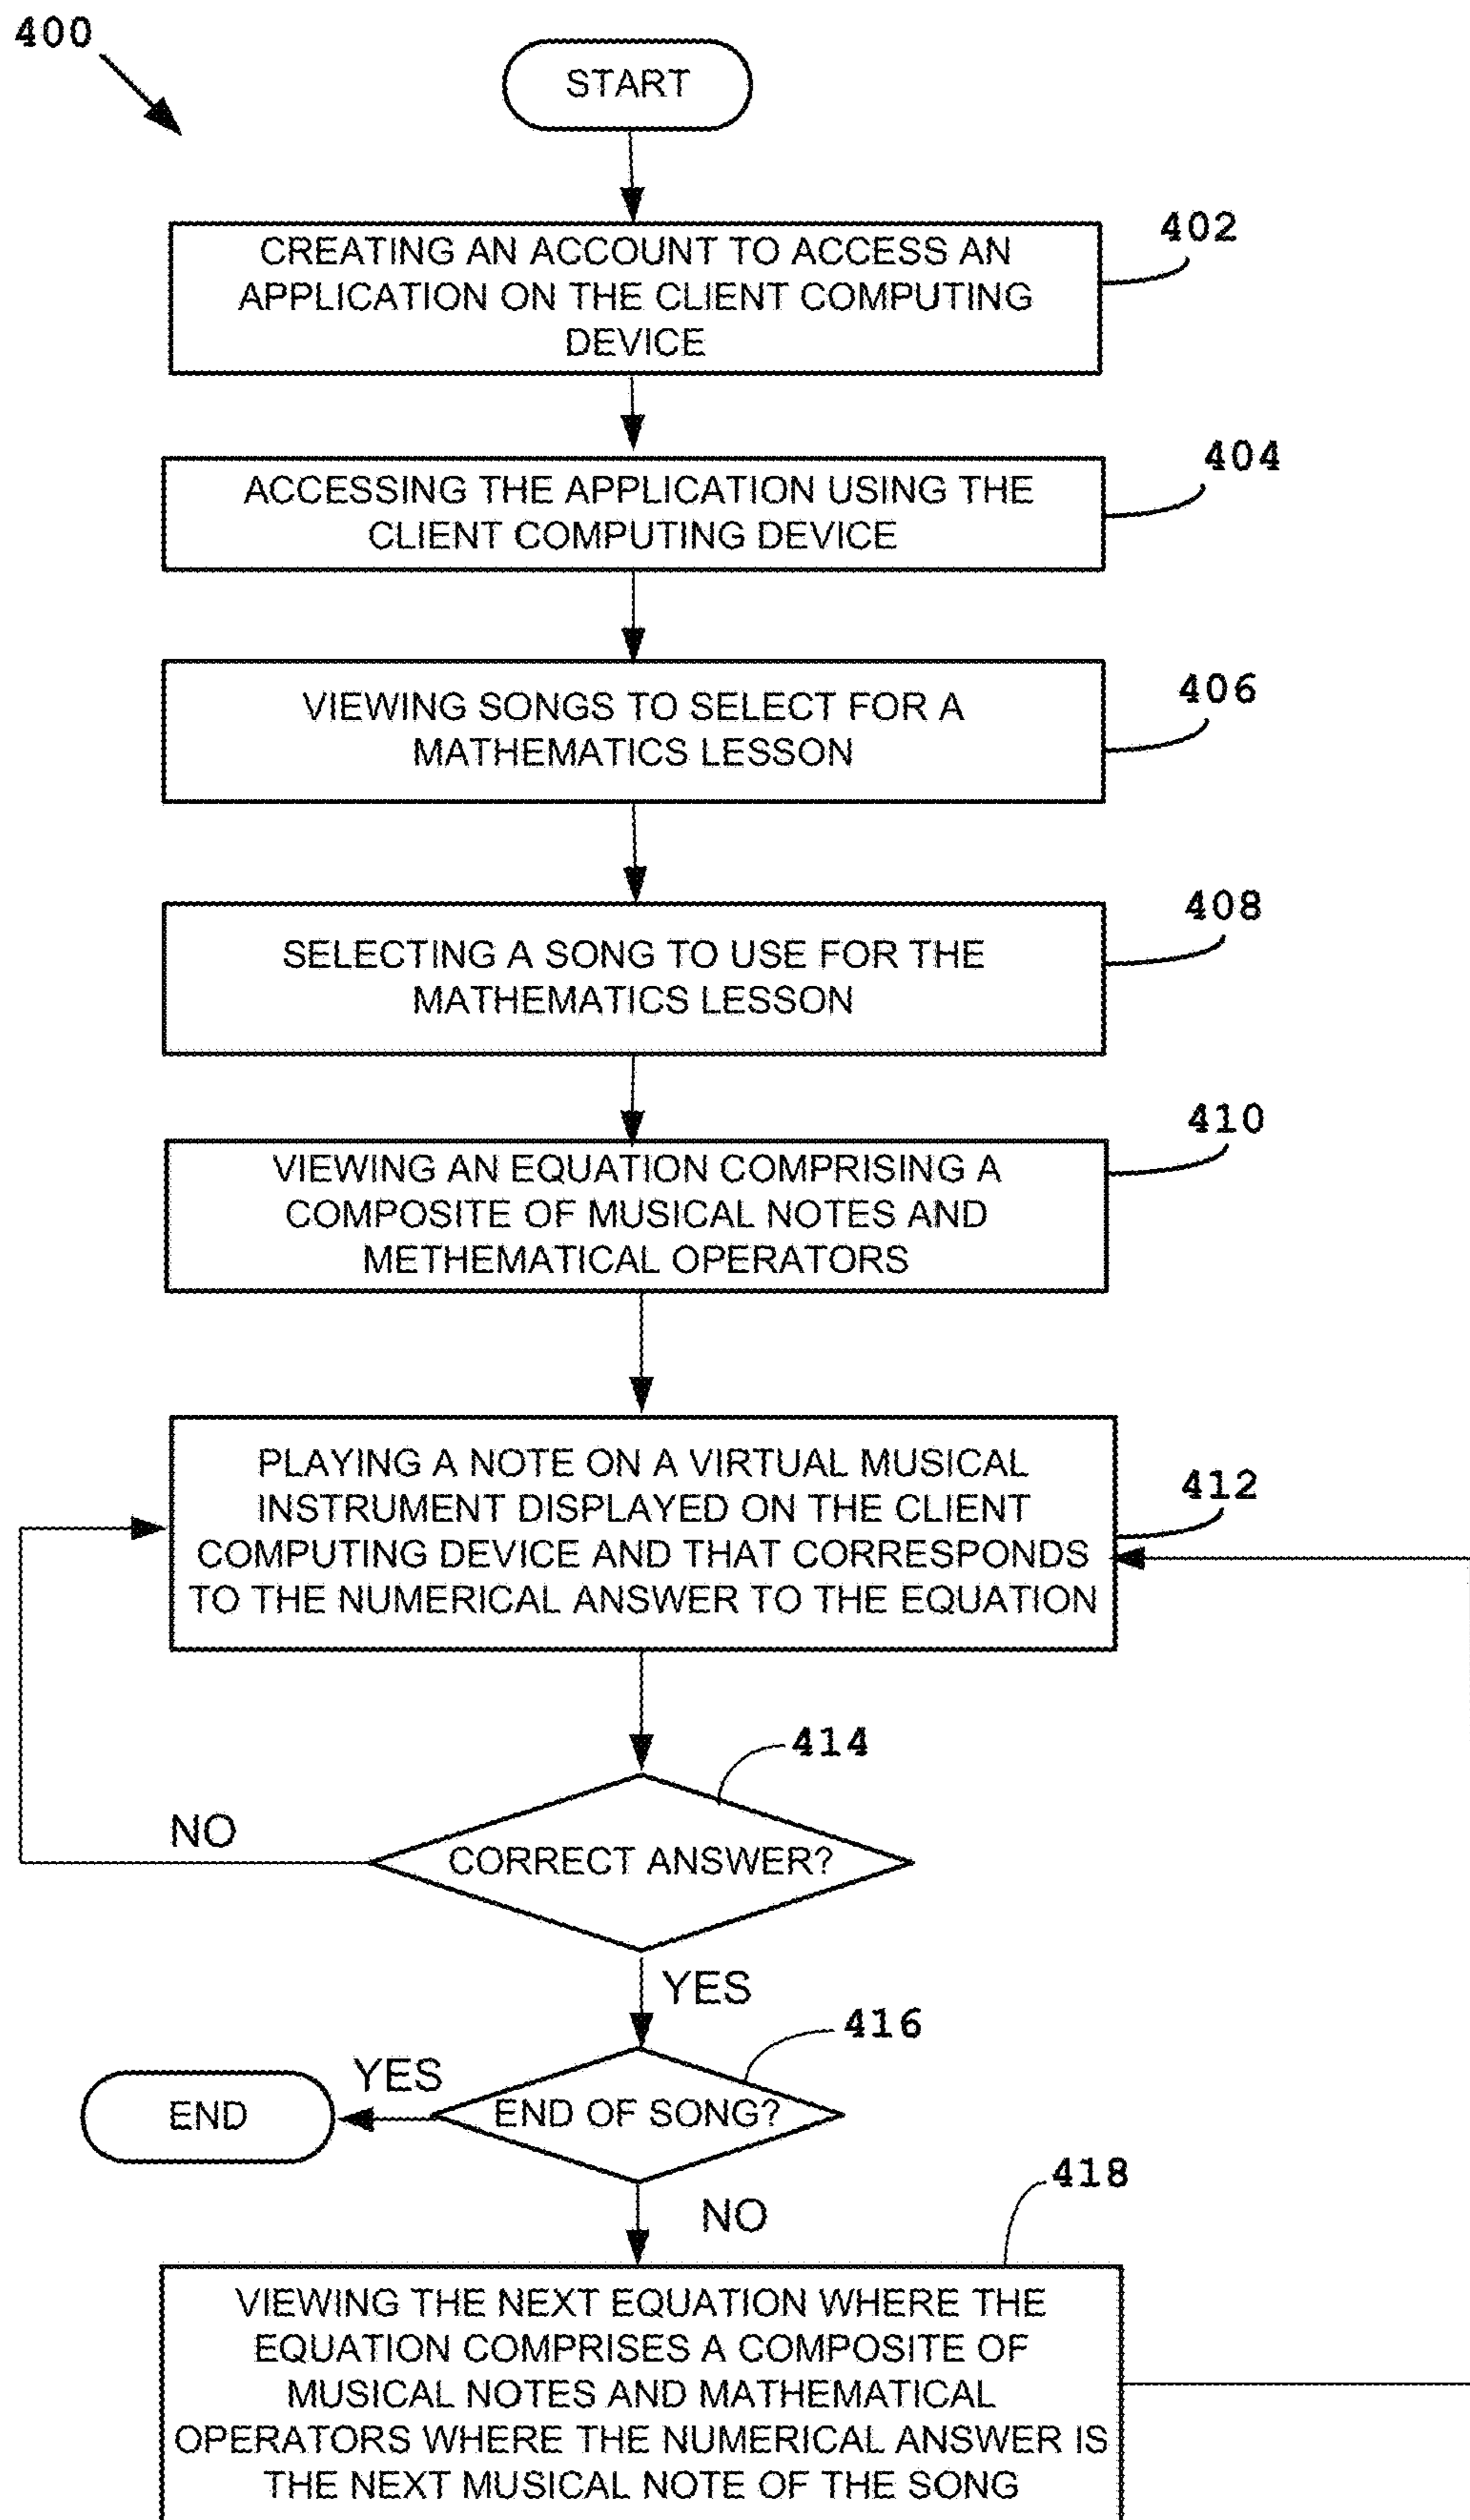 400
START
402
CREATING AN ACCOUNT TO ACCESS AN
APPLICATION ON THE CLIENT COMPUTING
DEVICE
404
ACCESSING THE APPLICATION USING THE
CLIENT COMPUTING DEVICE
406
VIEWING SONGS TO SELECT FOR A
MATHEMATICS LESSON
408
SELECTING A SONG TO USE FOR THE
MATHEMATICS LESSON
410
VIEWING AN EQUATION COMPRISING A
COMPOSITE OF MUSICAL NOTES AND
METHEMATICAL OPERATORS
PLAYING A NOTE ON A VIRTUAL MUSICAL
INSTRUMENT DISPLAYED ON THE CLIENT
COMPUTING DEVICE AND THAT CORRESPONDS
TO THE NUMERICAL ANSWER TO THE EQUATION
412
414
NO
CORRECT ANSWER?
YES
416
YES
END
END OF SONG?
418
NO
VIEWING THE NEXT EQUATION WHERE THE
EQUATION COMPRISES A COMPOSITE OF
MUSICAL NOTES AND MATHEMATICAL
OPERATORS WHERE THE NUMERICAL ANSWER IS
THE NEXT MUSICAL NOTE OF THE SONG